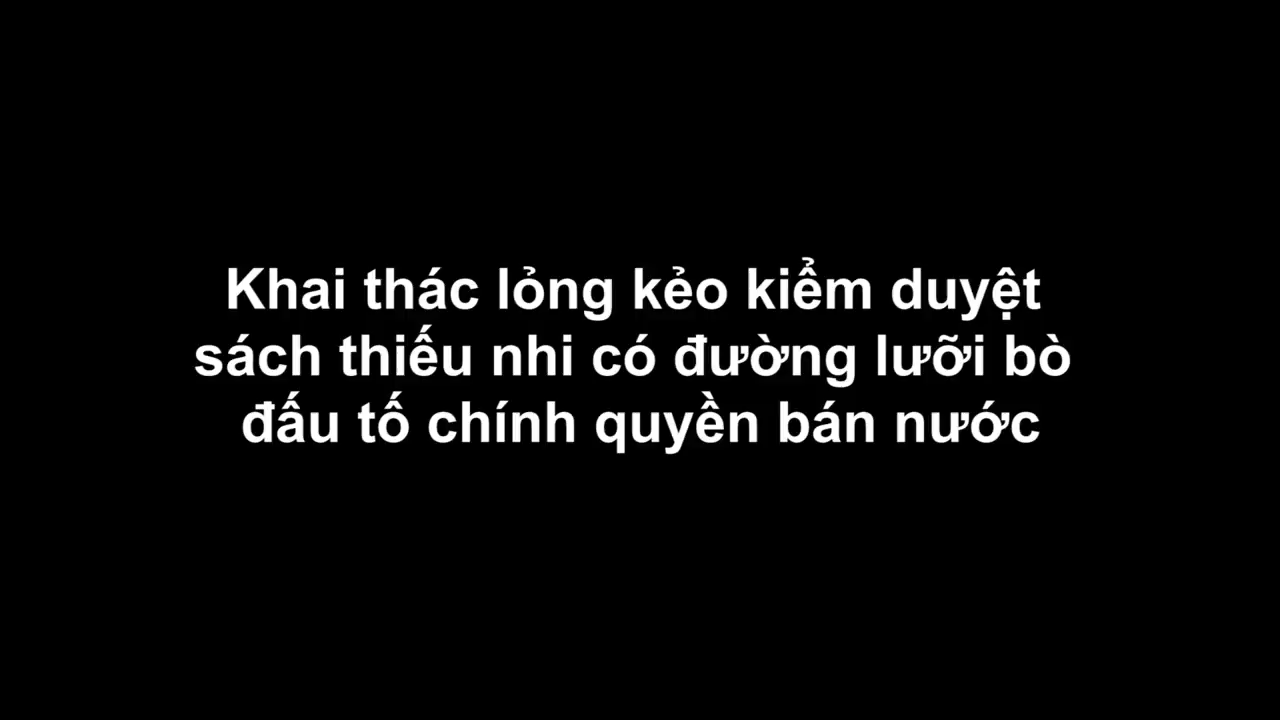 Khai thác lỏng kẻo kiểm duyệt
sách thiếu nhi có đường lưỡi bò
đấu tố chính quyền bán nước